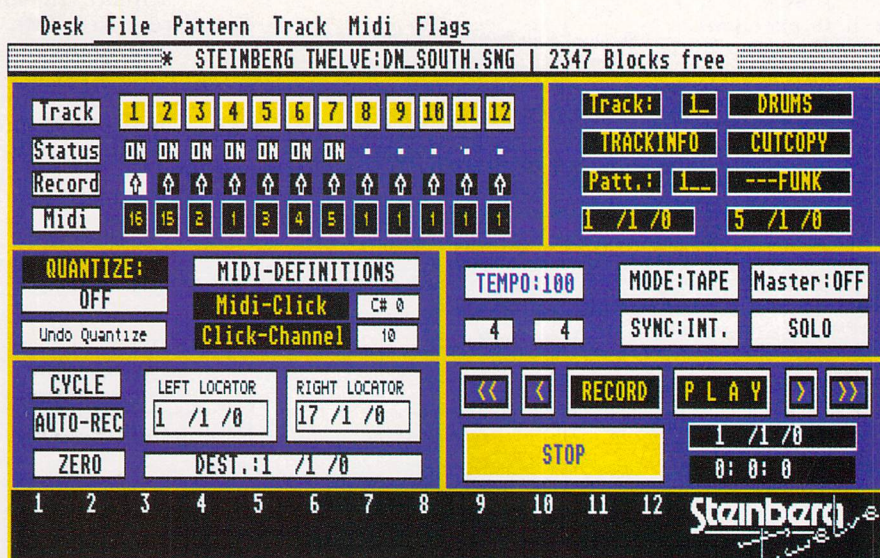 Desk File Pattern Track Midi Flags
* STEINBERG TWELVE:DN_SOUTH.SNG | 2347 Blocks free
Track 1 2 3 4 5 6 7 8 9 10 11 12
Status ON ON ON ON ON ON ON
Record
Midi 16 15 2 1 3 4 5 1 1 1 1 1
Track: 1_ DRUMS
TRACKINFO CUTCOPY
Patt.: 1__ ---FUNK
1 /1 /0 5 /1 /0
QUANTIZE:
OFF
Undo Quantize
MIDI-DEFINITIONS
Midi-Click C# 0
Click-Channel 10
TEMPO:100 MODE:TAPE Master:OFF
4 4 SYNC:INT. SOLO
CYCLE
AUTO-REC
ZERO
LEFT LOCATOR
1 /1 /0
RIGHT LOCATOR
17 /1 /0
DEST.:1 /1 /0
<< < RECORD PLAY > >>
STOP
1 /1 /0
0: 0: 0
1 2 3 4 5 6 7 8 9 10 11 12
Steinberg